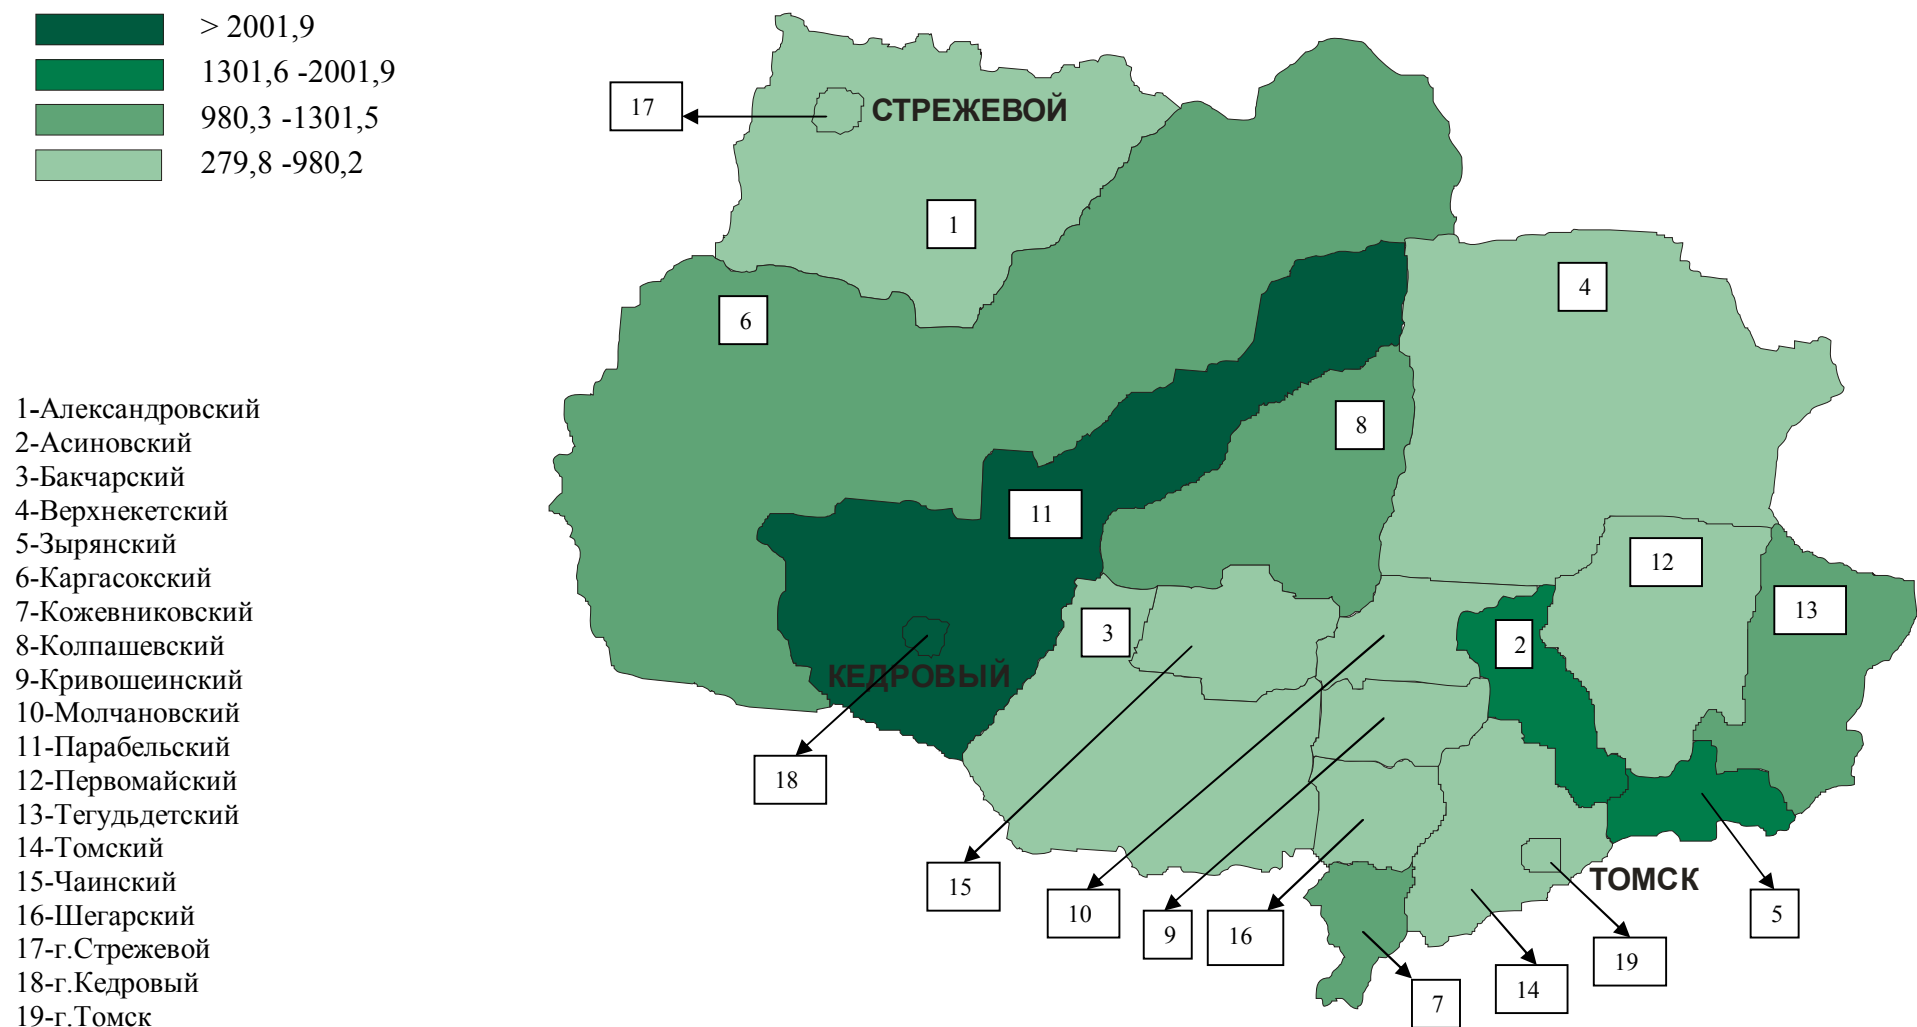 > 2001,9
1301,6 -2001,9
980,3 -1301,5
279,8 -980,2
17
СТРЕЖЕВОЙ
1
4
6
8
11
12
13
3
2
КЕДРОВЫЙ
18
15
10
9
16
ТОМСК
5
19
14
7
1-Александровский
2-Асиновский
3-Бакчарский
4-Верхнекетский
5-Зырянский
6-Каргасокский
7-Кожевниковский
8-Колпашевский
9-Кривошеинский
10-Молчановский
11-Парабельский
12-Первомайский
13-Тегудьдетский
14-Томский
15-Чаинский
16-Шегарский
17-г.Стрежевой
18-г.Кедровый
19-г.Томск